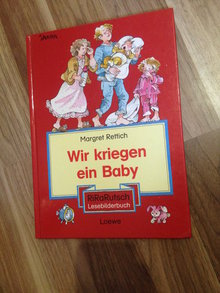 Margret Rettich
Wir kriegen
ein Baby
RiRaRutsch
Lesebilderbuch
Loewe